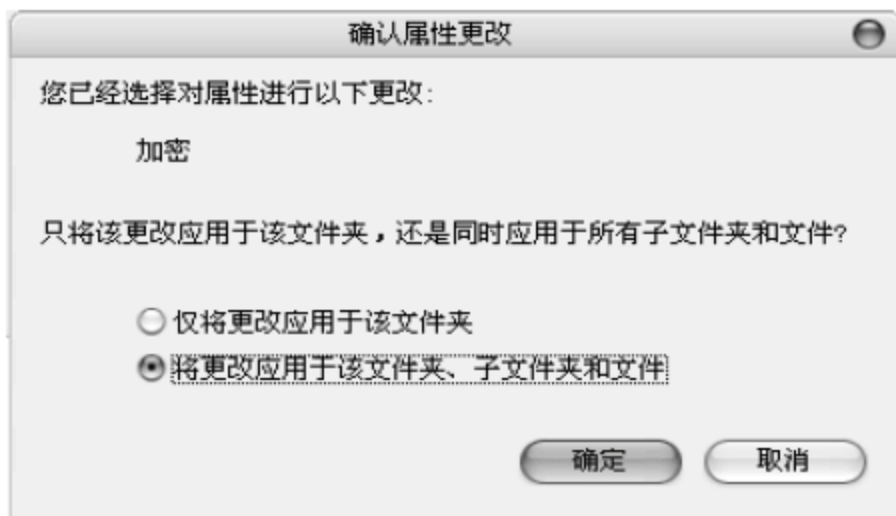 确认属性更改
您已经选择对属性进行以下更改:
加密
只将该更改应用于该文件夹，还是同时应用于所有子文件夹和文件?
仅将更改应用于该文件夹
将更改应用于该文件夹、子文件夹和文件
确定
取消